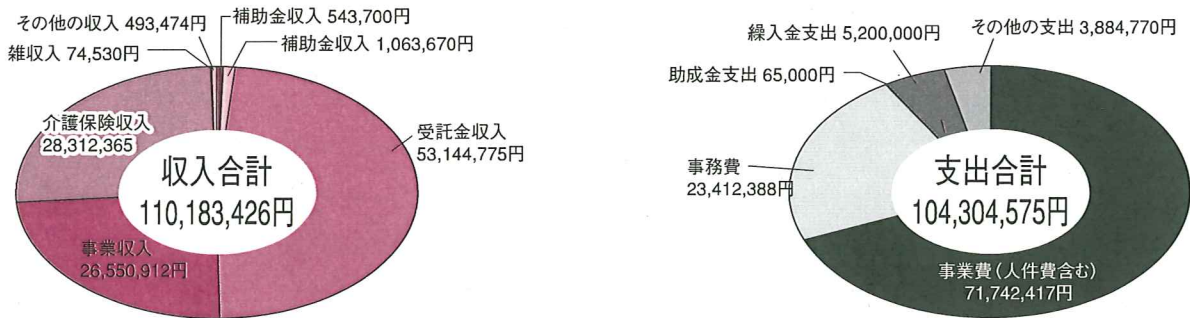 その他の収入 493,474円
補助金収入 543,700円
補助金収入 1,063,670円
雑収入 74,530円
介護保険収入
28,312,365
受託金収入
53,144,775円
収入合計
110,183,426円
事業収入
26,550,912円
繰入金支出 5,200,000円
その他の支出 3,884,770円
助成金支出 65,000円
事務費
23,412,388円
支出合計
104,304,575円
事業費(人件費含む)
71,742,417円